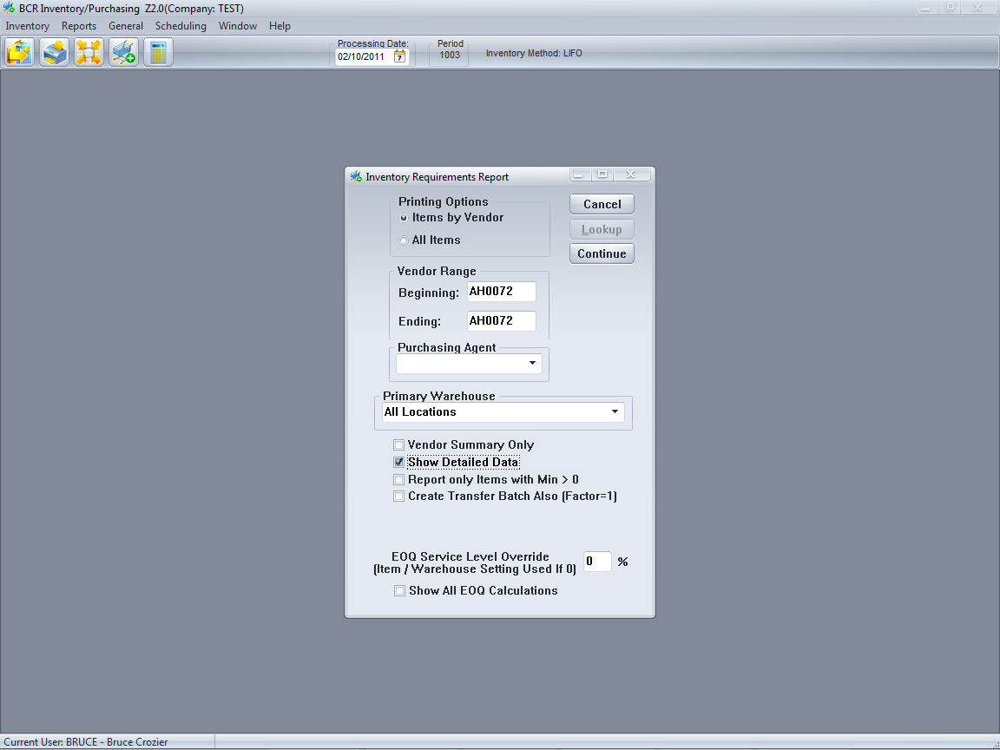 BCR Inventory/Purchasing  Z2.0(Company: TEST)
Inventory Reports General Scheduling Window Help
Processing Date:
02/10/2011
7
Period
1003
Inventory Method: LIFO
Inventory Requirements Report
Printing Options
Items by Vendor
All Items
Cancel
Lookup
Continue
Vendor Range
Beginning: AH0072
Ending: AH0072
Purchasing Agent
Primary Warehouse
All Locations
Vendor Summary Only
Show Detailed Data
Report only Items with Min > 0
Create Transfer Batch Also (Factor=1)
EOQ Service Level Override
(Item / Warehouse Setting Used If 0)
0 %
Show All EOQ Calculations
Current User: BRUCE - Bruce Crozier